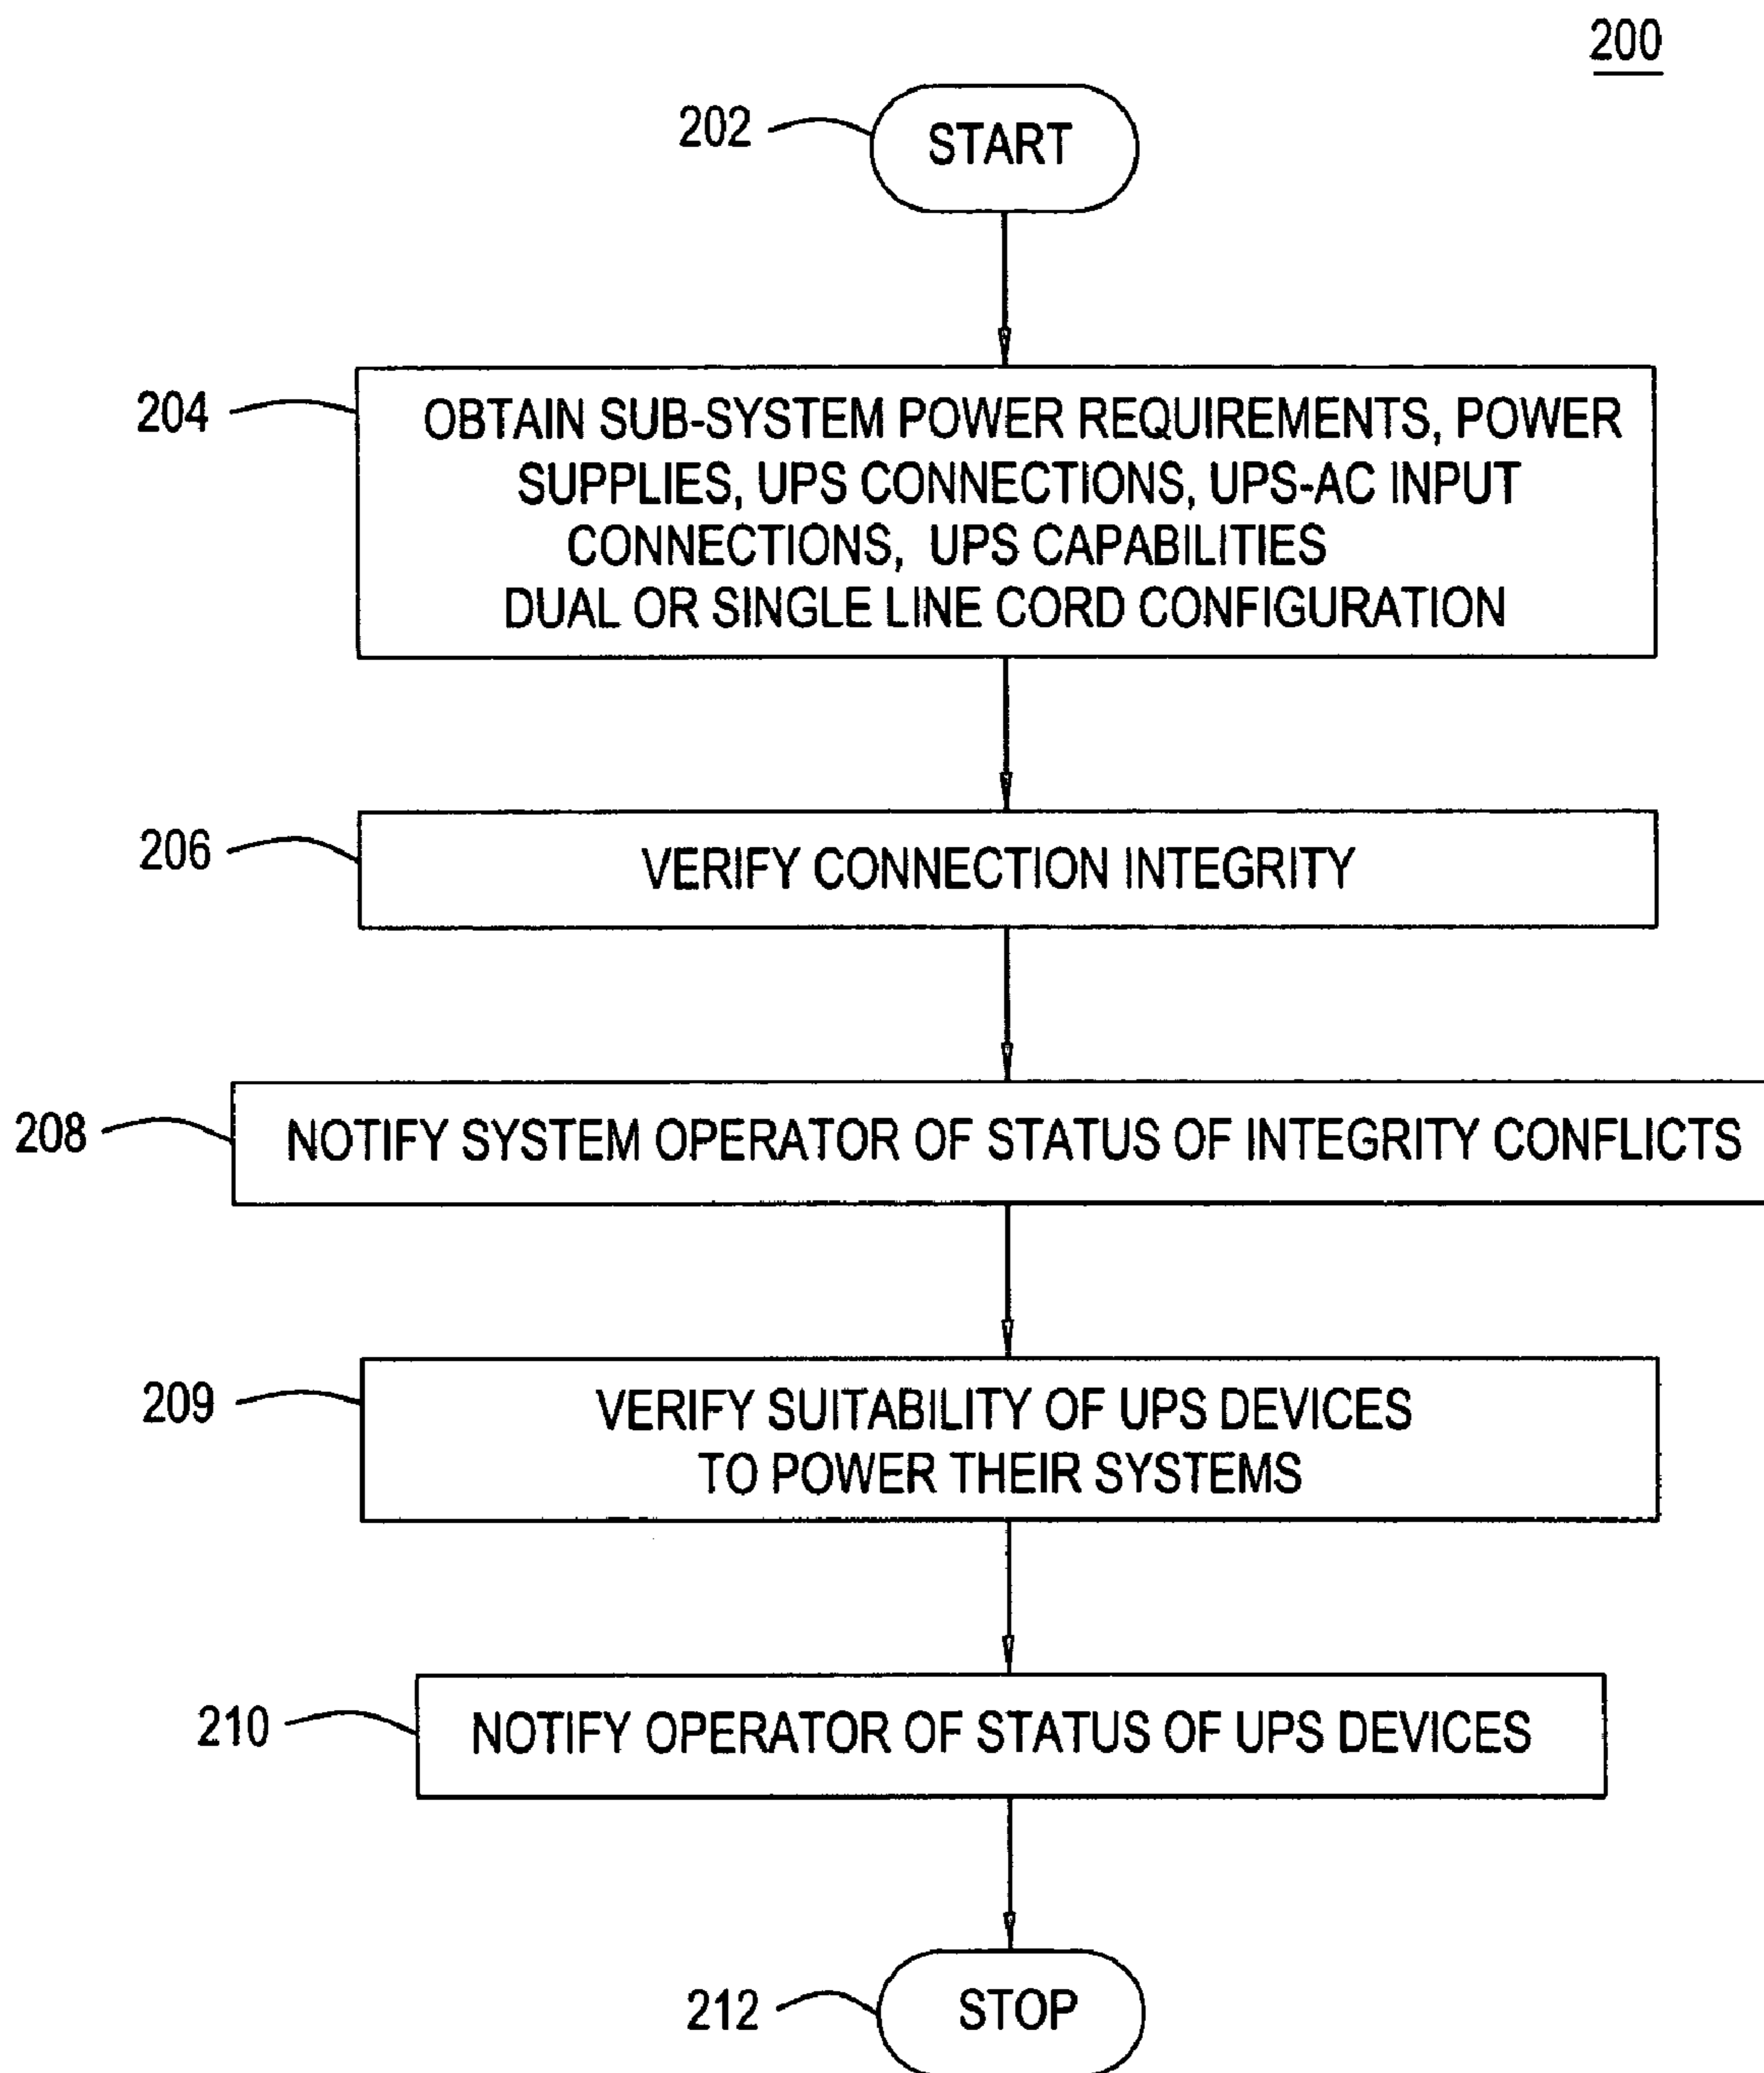 200
202
START
204
OBTAIN SUB-SYSTEM POWER REQUIREMENTS, POWER
SUPPLIES, UPS CONNECTIONS, UPS-AC INPUT
CONNECTIONS, UPS CAPABILITIES
DUAL OR SINGLE LINE CORD CONFIGURATION
206
VERIFY CONNECTION INTEGRITY
208
NOTIFY SYSTEM OPERATOR OF STATUS OF INTEGRITY CONFLICTS
209
VERIFY SUITABILITY OF UPS DEVICES
TO POWER THEIR SYSTEMS
210
NOTIFY OPERATOR OF STATUS OF UPS DEVICES
212
STOP